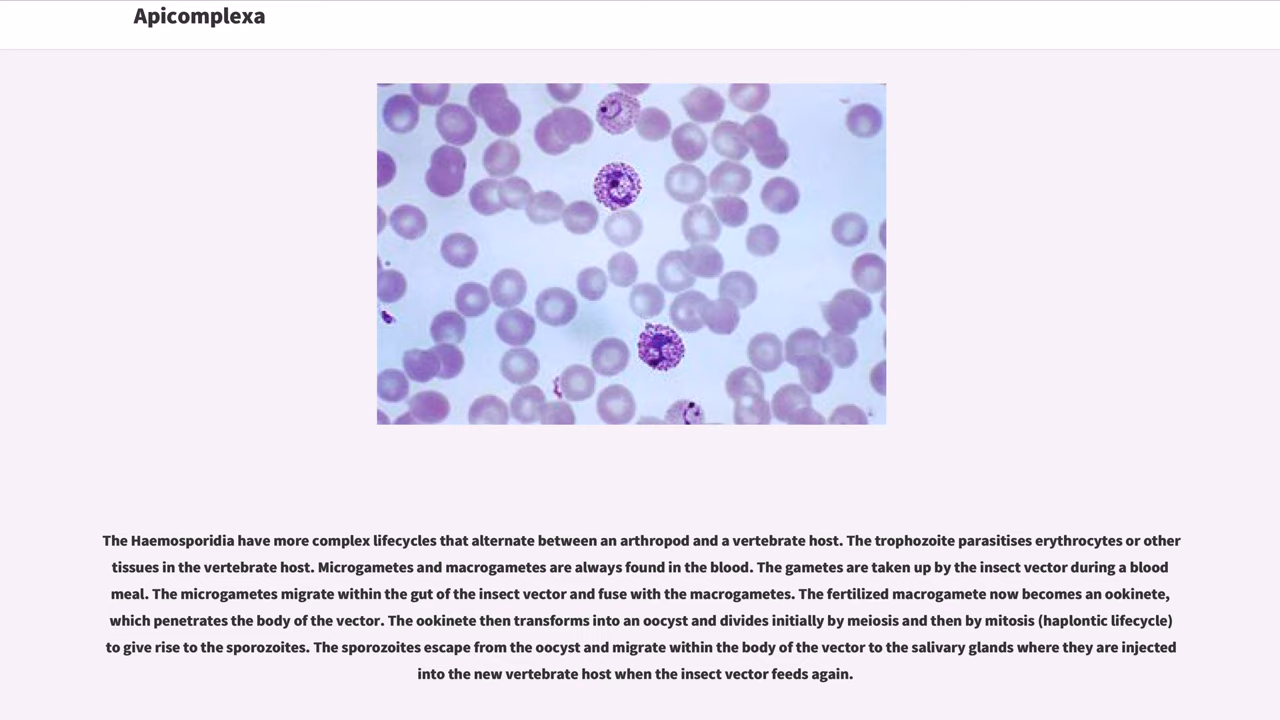 Apicomplexa
The Haemosporidia have more complex lifecycles that alternate between an arthropod and a vertebrate host. The trophozoite parasitises erythrocytes or other
tissues in the vertebrate host. Microgametes and macrogametes are always found in the blood. The gametes are taken up by the insect vector during a blood
meal. The microgametes migrate within the gut of the insect vector and fuse with the macrogametes. The fertilized macrogamete now becomes an ookinete,
which penetrates the body of the vector. The ookinete then transforms into an oocyst and divides initially by meiosis and then by mitosis (haplontic lifecycle)
to give rise to the sporozoites. The sporozoites escape from the oocyst and migrate within the body of the vector to the salivary glands where they are injected
into the new vertebrate host when the insect vector feeds again.